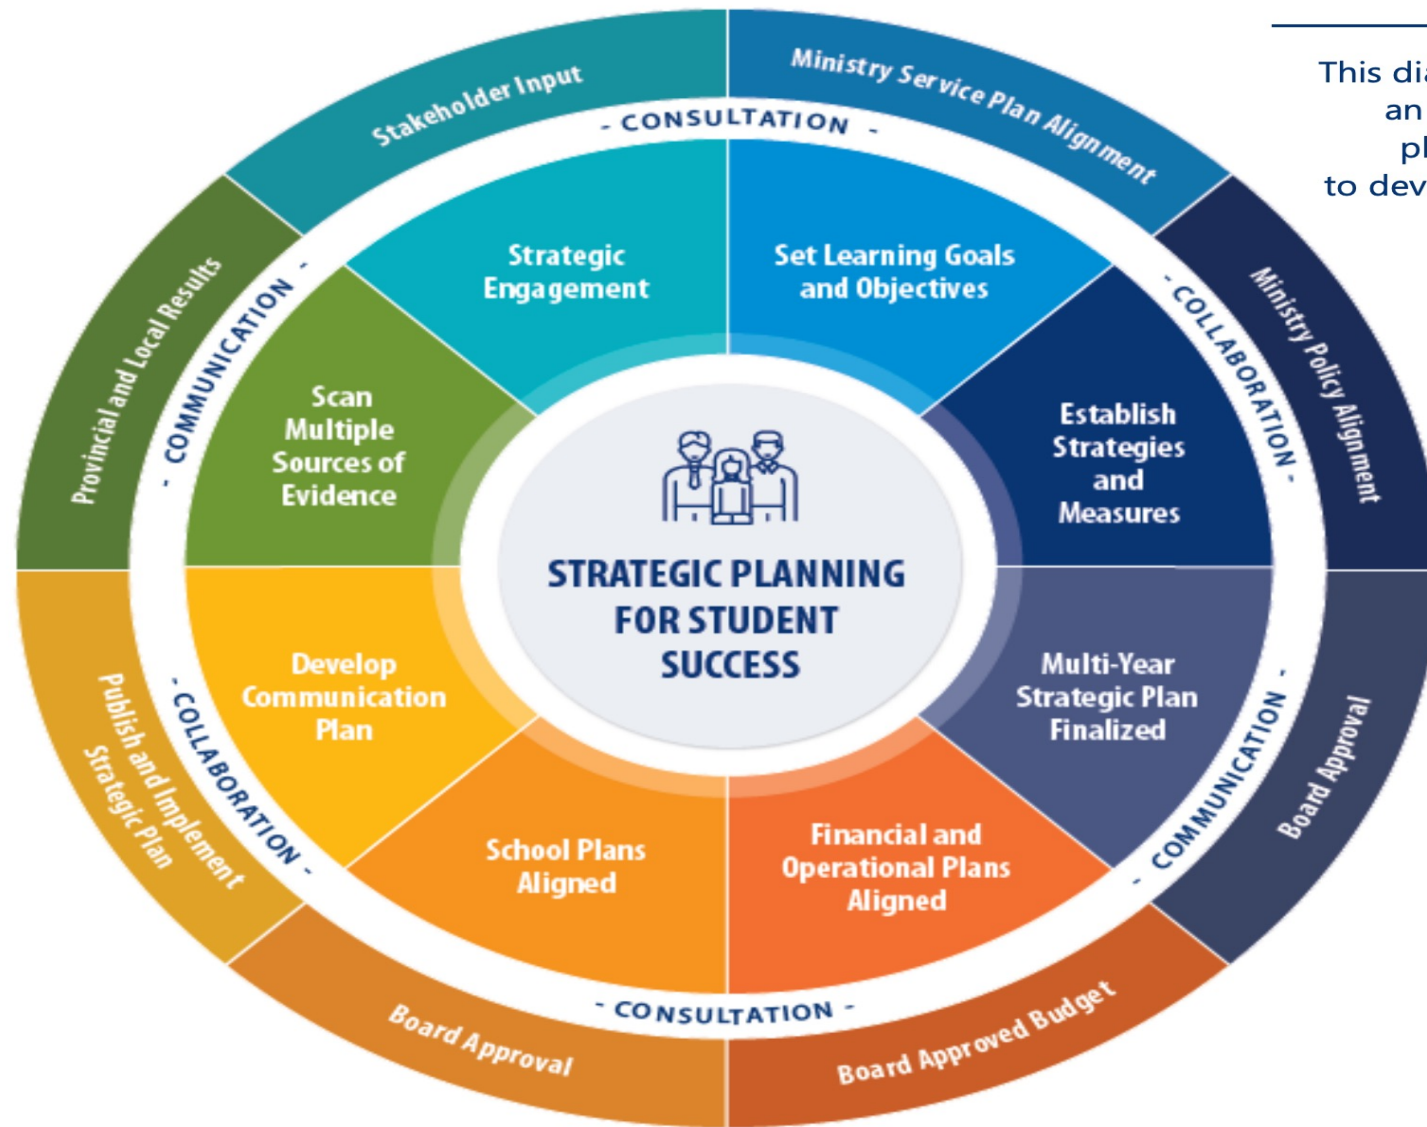 This dia
an
pl
to dev
Stakeholder Input
Ministry Service Plan Alignment
Ministry Policy Alignment
Board Approval
Board Approved Budget
Board Approval
Publish and Implement
Strategic Plan
Provincial and Local Results
- CONSULTATION -
- COLLABORATION -
- COMMUNICATION -
- CONSULTATION -
- COLLABORATION -
- COMMUNICATION -
Strategic
Engagement
Set Learning Goals
and Objectives
Establish
Strategies
and
Measures
Multi-Year
Strategic Plan
Finalized
Financial and
Operational Plans
Aligned
School Plans
Aligned
Develop
Communication
Plan
Scan
Multiple
Sources of
Evidence
STRATEGIC PLANNING
FOR STUDENT
SUCCESS